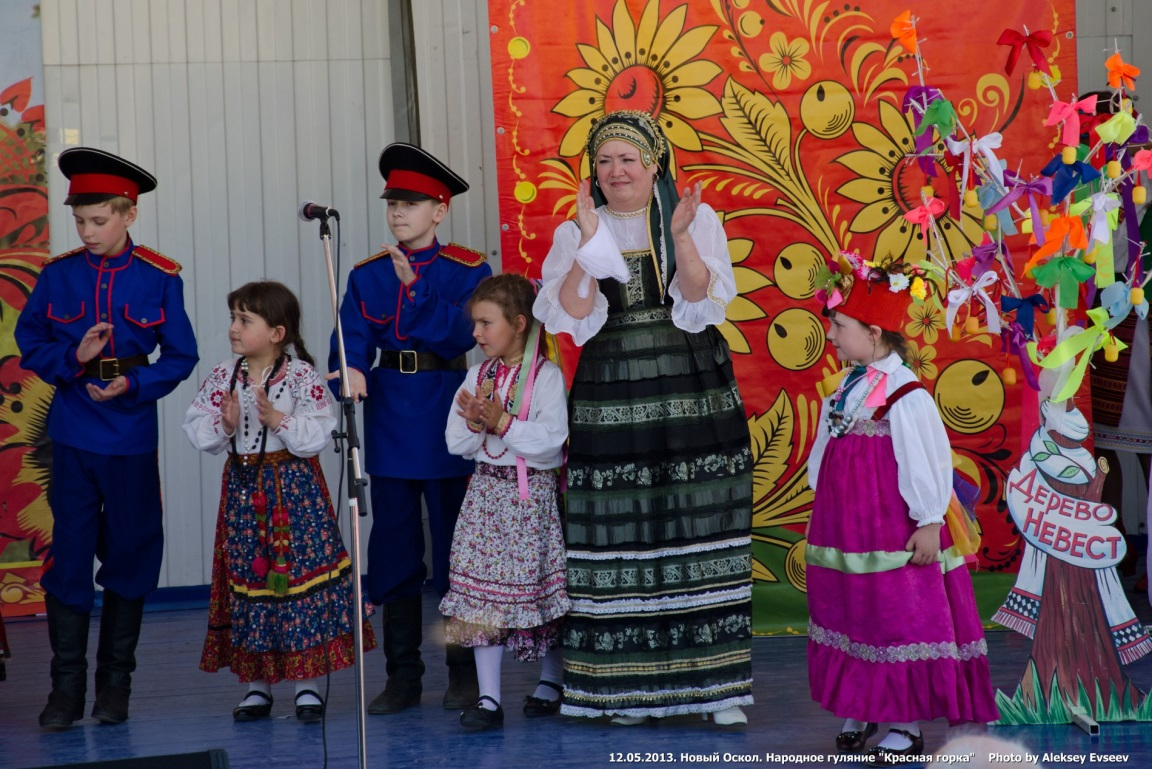 Дерево
Невест
12.05.2013. Новый Оскол. Народное гуляние "Красная горка" Photo by Aleksey Evseev